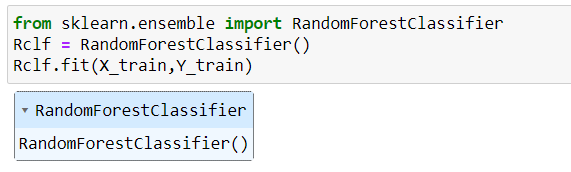 from sklearn.ensemble import RandomForestClassifier
Rclf = RandomForestClassifier()
Rclf.fit(X_train,Y_train)
RandomForestClassifier
RandomForestClassifier()